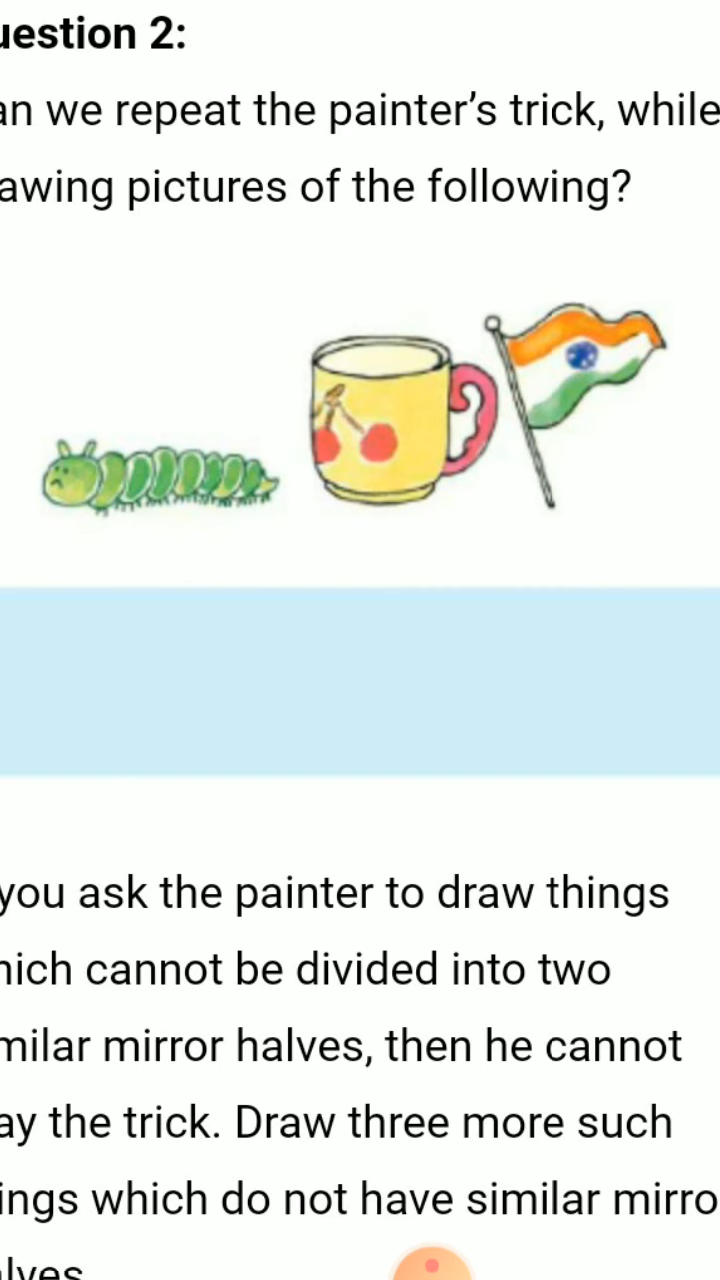 uestion 2:
an we repeat the painter’s trick, while
awing pictures of the following?
you ask the painter to draw things
hich cannot be divided into two
milar mirror halves, then he cannot
ay the trick. Draw three more such
ings which do not have similar mirro
lves